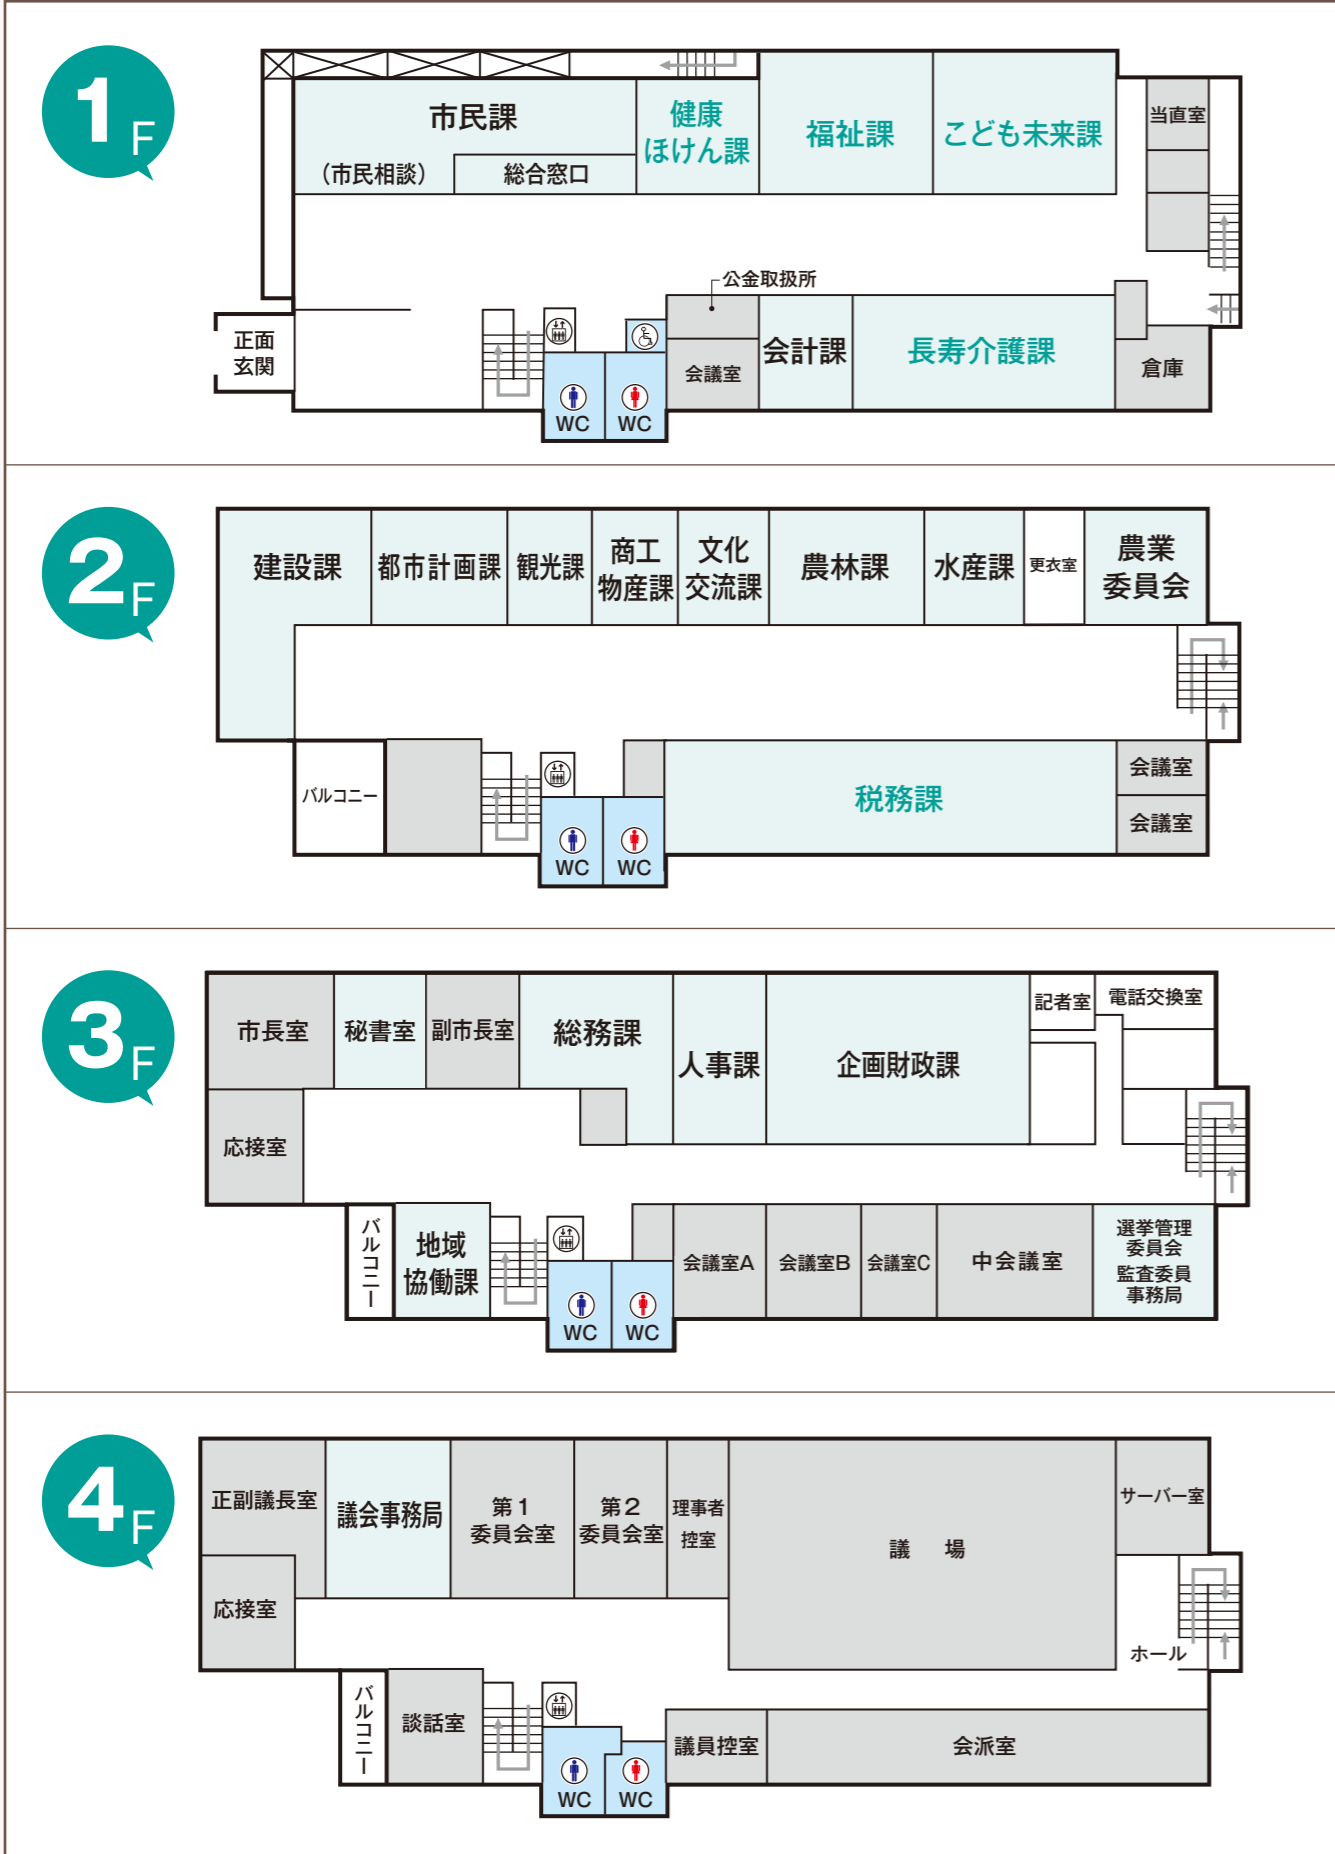 1F
市民課
(市民相談)
総合窓口
健康
ほけん課
福祉課
こども未来課
当直室
公金取扱所
正面
玄関
会議室
会計課
長寿介護課
倉庫
WC
WC
2F
建設課
都市計画課
観光課
商工
物産課
文化
交流課
農林課
水産課
更衣室
農業
委員会
バルコニー
税務課
会議室
会議室
WC
WC
3F
市長室
秘書室
副市長室
総務課
人事課
企画財政課
記者室
電話交換室
応接室
バルコニー
地域
協働課
会議室A
会議室B
会議室C
中会議室
選挙管理
委員会
監査委員
事務局
WC
WC
4F
正副議長室
議会事務局
第1
委員会室
第2
委員会室
理事者
控室
議 場
サーバー室
応接室
ホール
バルコニー
談話室
議員控室
会派室
WC
WC